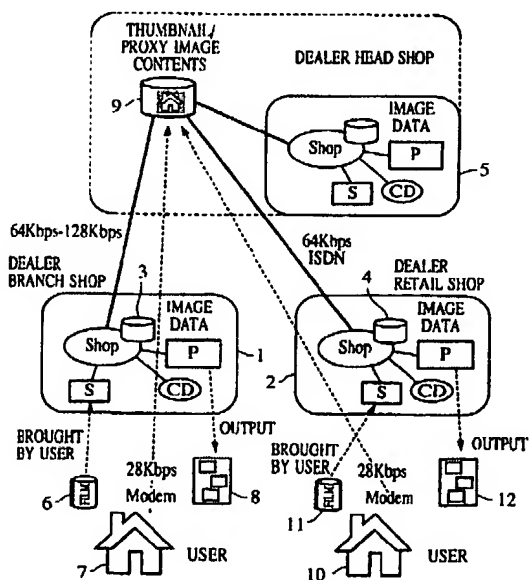 THUMBNAIL/
PROXY IMAGE
CONTENTS
DEALER HEAD SHOP
9
IMAGE
DATA
Shop
P
S
CD
5
64Kbps-128Kbps
64Kbps
ISDN
DEALER
BRANCH SHOP
3
IMAGE
DATA
Shop
P
1
S
CD
DEALER
RETAIL SHOP
4
IMAGE
DATA
Shop
P
2
S
CD
BROUGHT
BY USER
OUTPUT
28Kbps
Modem
6
FILM
8
7
USER
BROUGHT
BY USER
OUTPUT
28Kbps
Modem
11
FILM
12
10
USER